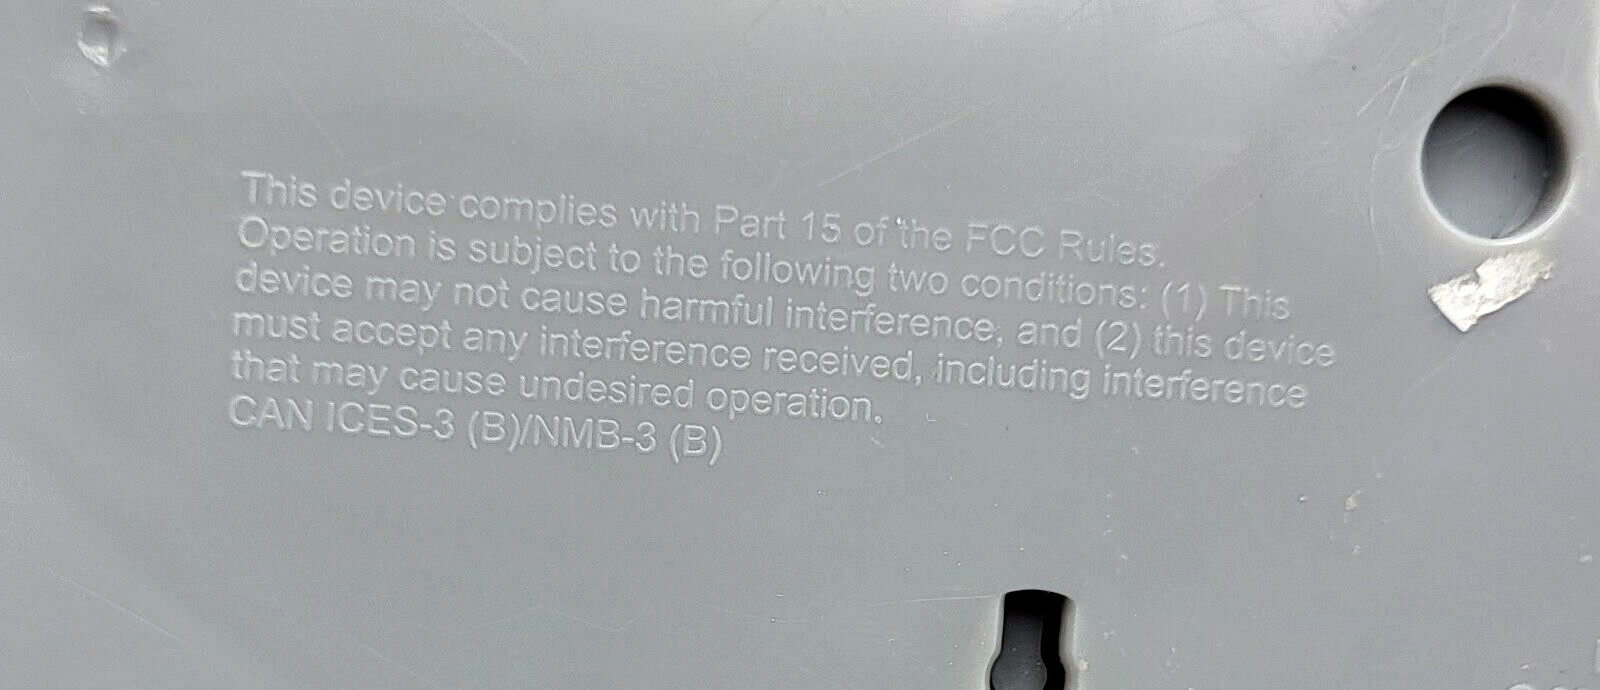 This device complies with Part 15 of the FCC Rules.
Operation is subject to the following two conditions: (1) This
device may not cause harmful interference, and (2) this device
must accept any interference received, including interference
that may cause undesired operation.
CAN ICES-3 (B)/NMB-3 (B)